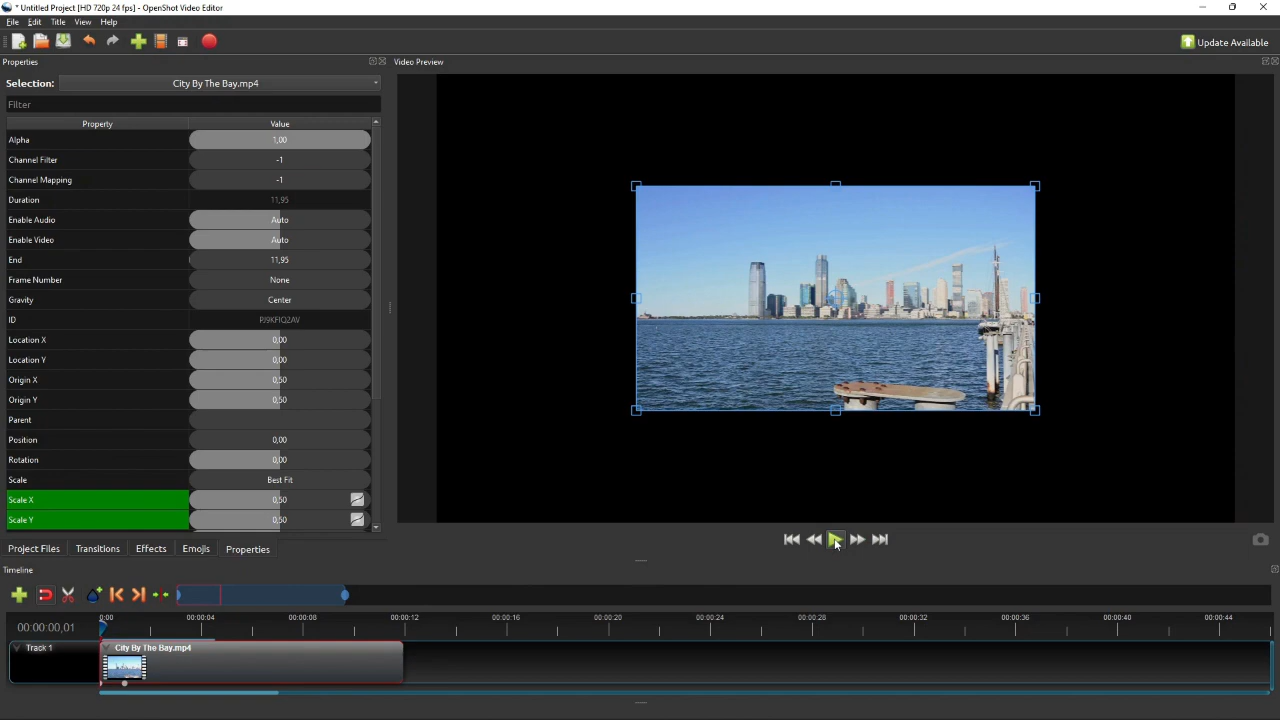 * Untitled Project [HD 720p 24 fps] - OpenShot Video Editor
File Edit Title View Help
Update Available
Properties
Video Preview
Selection: City By The Bay.mp4
Filter
Property Value
Alpha 1,00
Channel Filter -1
Channel Mapping -1
Duration 11,95
Enable Audio Auto
Enable Video Auto
End 11,95
Frame Number None
Gravity Center
ID PJ9KFIQ2AV
Location X 0,00
Location Y 0,00
Origin X 0,50
Origin Y 0,50
Parent
Position 0,00
Rotation 0,00
Scale Best Fit
Scale X 0,50
Scale Y 0,50
Project Files Transitions Effects Emojis Properties
Timeline
00:00:00,01
0:00 00:00:04 00:00:08 00:00:12 00:00:16 00:00:20 00:00:24 00:00:28 00:00:32 00:00:36 00:00:40 00:00:44
Track 1
City By The Bay.mp4